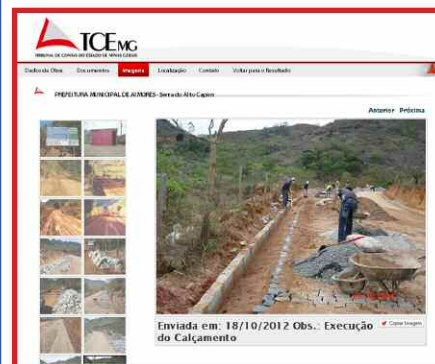 TCEMG
TRIBUNAL DE CONTAS DO ESTADO DE MINAS GERAIS
Dados da Obra Documentos Imagens Localização Contato Voltar para o Resultado
PREFEITURA MUNICIPAL DE AIMORES - Serra do Alto Capim
Anterior Próxima
Enviada em: 18/10/2012 Obs.: Execução
do Calçamento
Copiar Imagem